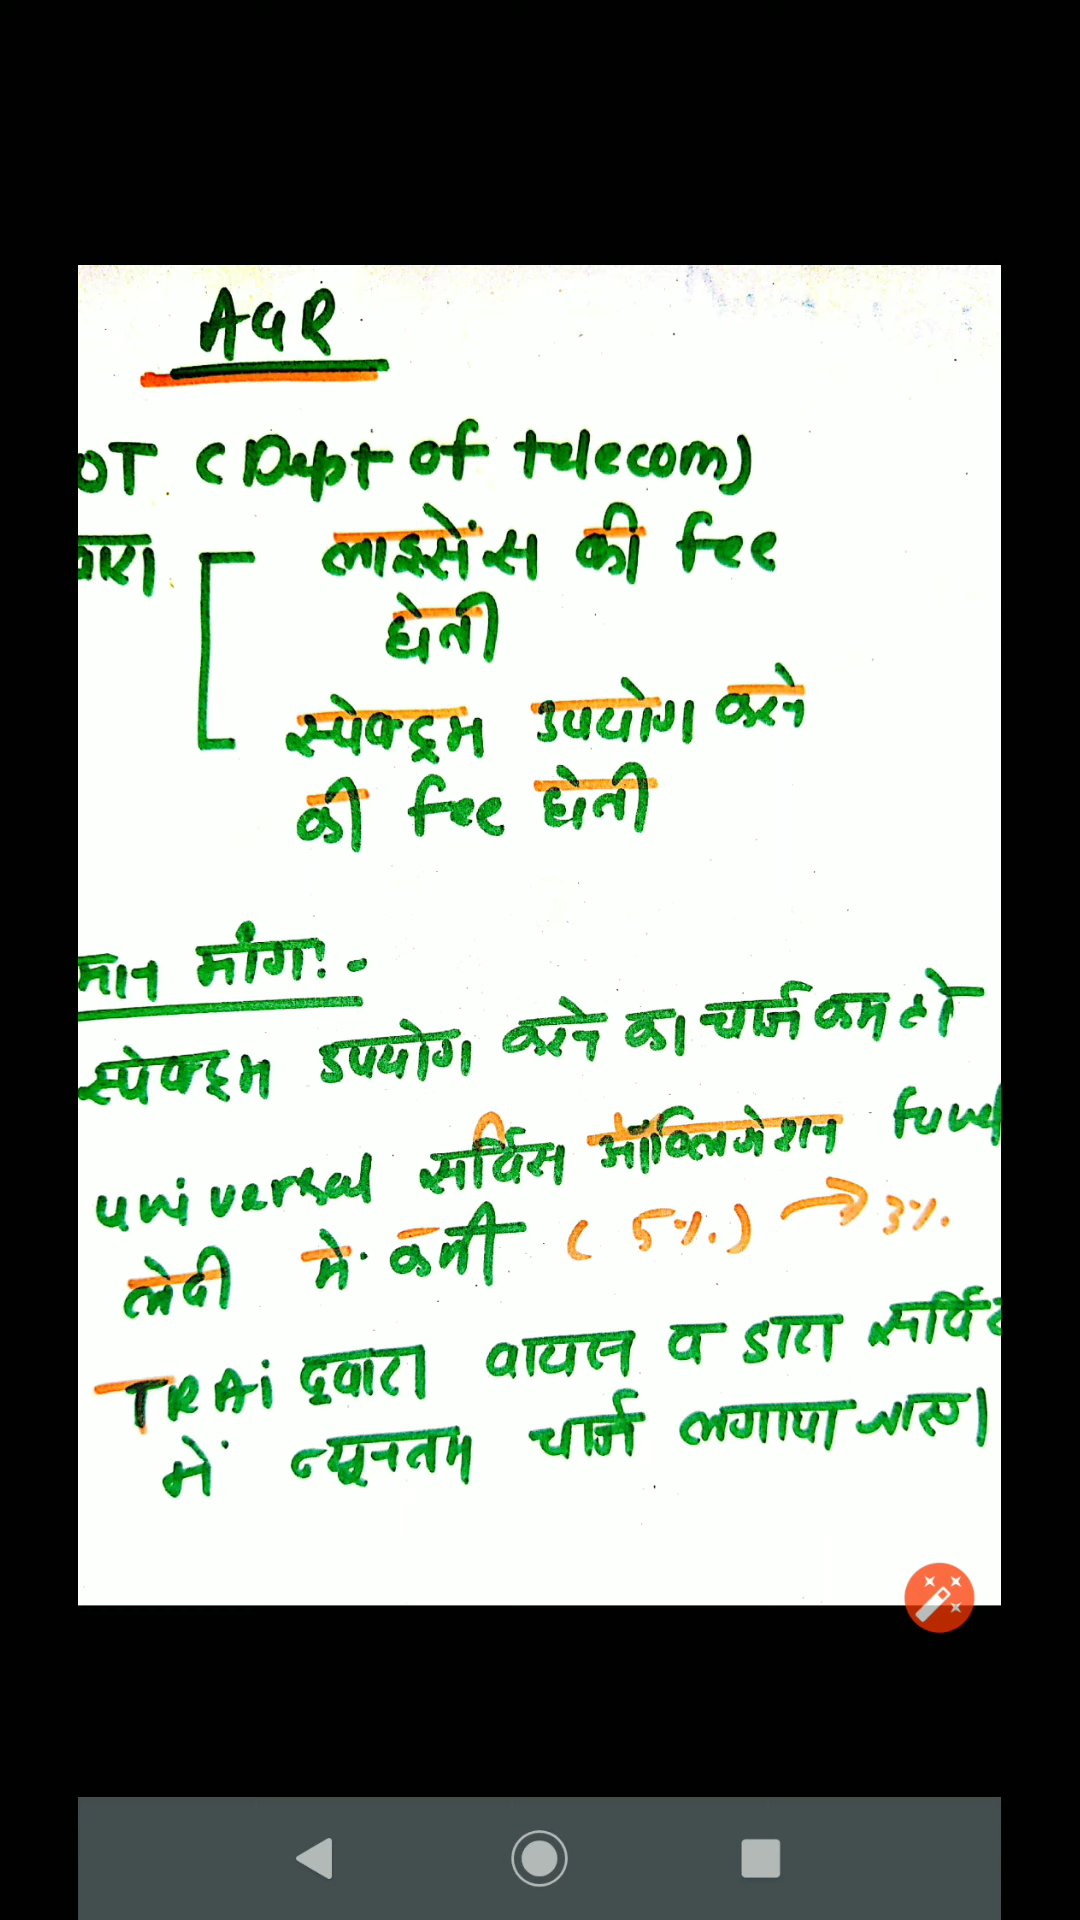 AGR
OT (Dept of telecom)
द्वारा लाइसेंस की fee
होती
स्पेक्ट्रम उपयोग करने
की fee होती
मान मांग:-
स्पेक्ट्रम उपयोग करने का चार्ज कम हो
universal सर्विस ऑब्लिगेशन fund
लेवी में कमी (5%) → 3%.
TRAi द्वारा वायस व डाटा सर्विस
में न्यूनतम चार्ज लगाया जाए।